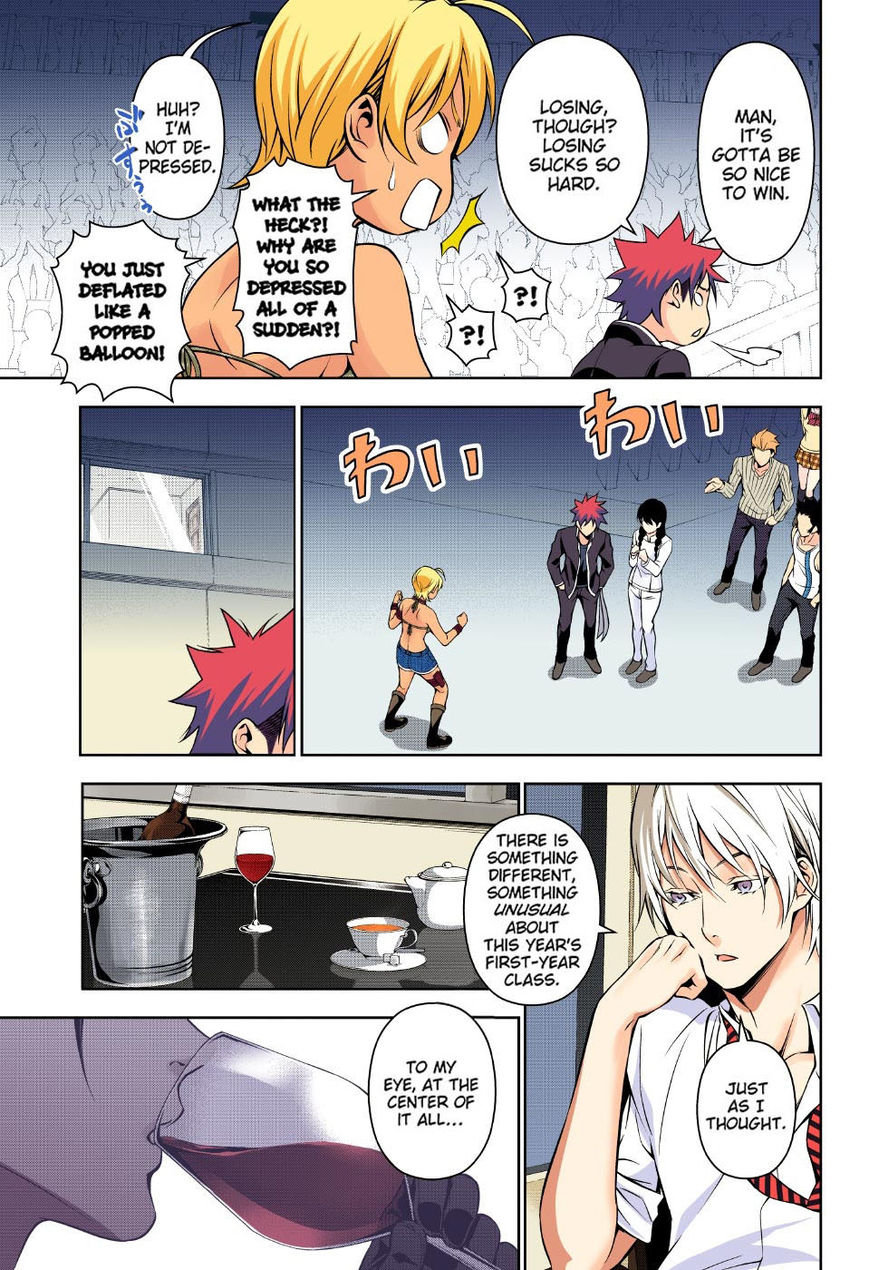 MAN,
IT'S
GOTTA BE
SO NICE
TO WIN.
LOSING,
THOUGH?
LOSING
SUCKS SO
HARD.
?!
?!
WHAT THE
HECK?!
WHY ARE
YOU SO
DEPRESSED
ALL OF A
SUDDEN?!
HUH?
I'M
NOT DE-
PRESSED.
YOU JUST
DEFLATED
LIKE A
POPPED
BALLOON!
わい
わい
JUST
AS I
THOUGHT.
THERE IS
SOMETHING
DIFFERENT,
SOMETHING
UNUSUAL
ABOUT
THIS YEAR'S
FIRST-YEAR
CLASS.
TO MY
EYE, AT THE
CENTER OF
IT ALL...